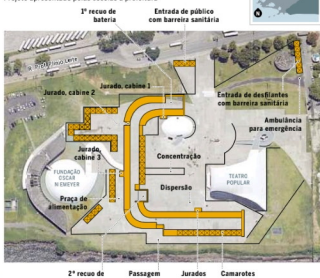 1º recuo de
bateria
Entrada de público
com barreira sanitária
Jurado, cabine 1
Jurado, cabine 2
Entrada de desfilantes
com barreira sanitária
Ambulância
para emergência
Jurado,
cabine 3
Concentração
FUNDAÇÃO
OSCAR
NIEMEYER
Dispersão
TEATRO
POPULAR
Praça de
alimentação
2º recuo de
Passagem
Jurados
Camarotes